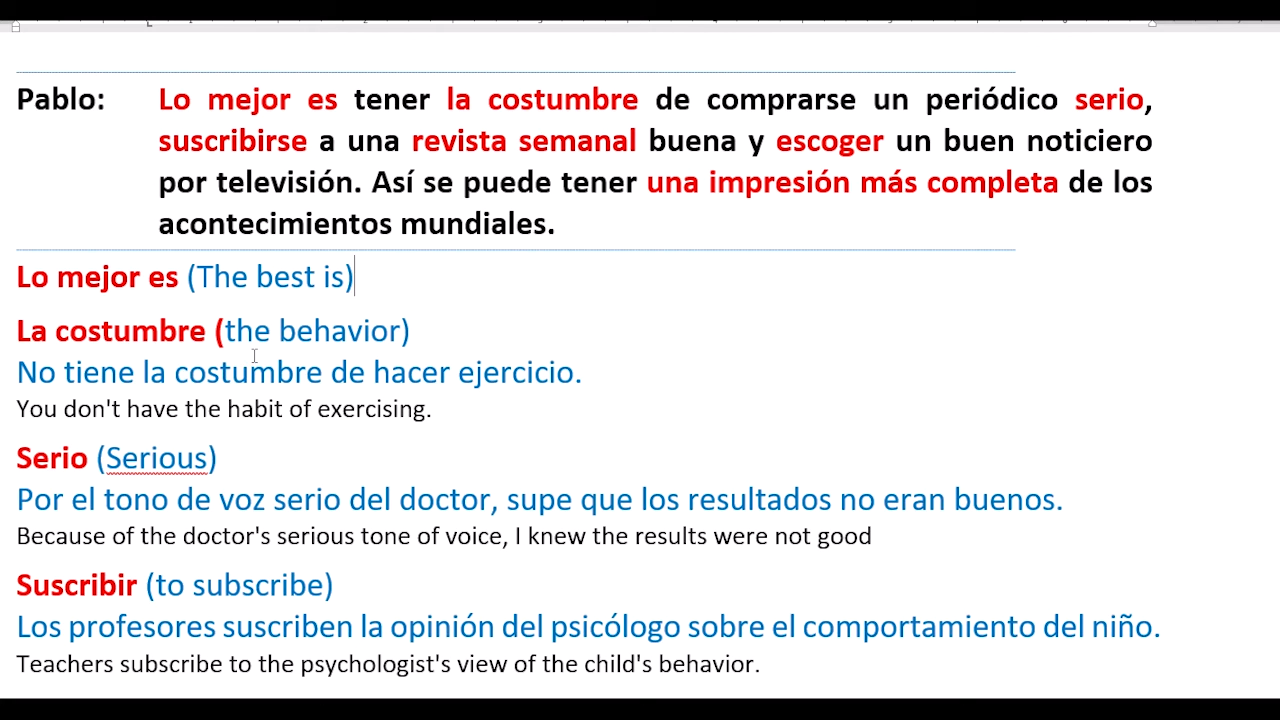 Pablo: Lo mejor es tener la costumbre de comprarse un periódico serio,
suscribirse a una revista semanal buena y escoger un buen noticiero
por televisión. Así se puede tener una impresión más completa de los
acontecimientos mundiales.
Lo mejor es (The best is)
La costumbre (the behavior)
No tiene la costumbre de hacer ejercicio.
You don't have the habit of exercising.
Serio (Serious)
Por el tono de voz serio del doctor, supe que los resultados no eran buenos.
Because of the doctor's serious tone of voice, I knew the results were not good
Suscribir (to subscribe)
Los profesores suscriben la opinión del psicólogo sobre el comportamiento del niño.
Teachers subscribe to the psychologist's view of the child's behavior.